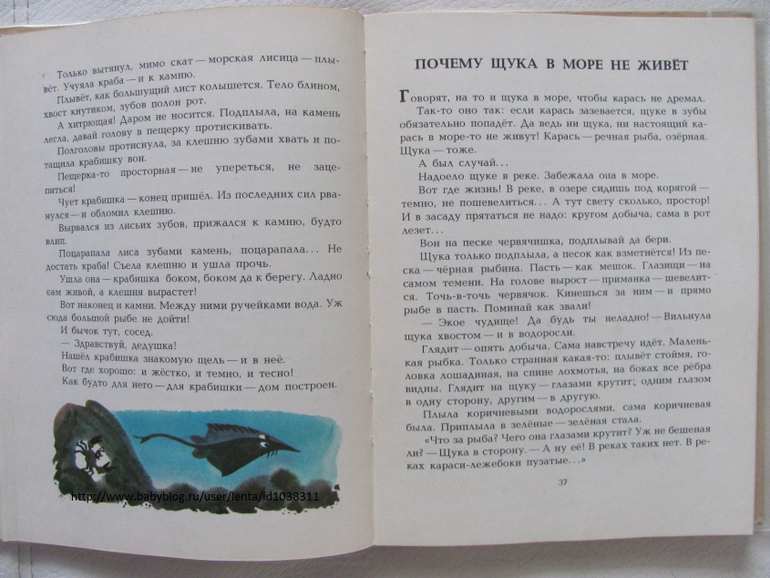 Только вытянул, мимо скат — морская лисица — плы-
вёт. Учуяла краба — и к камню.
Плывёт, как большущий лист колышется. Тело блином,
хвост кнутиком, зубов полон рот.
А хитрющая! Даром не носится. Подплыла, на камень
легла, давай голову в пещерку протискивать.
Полголовы протиснула, за клешню зубами хвать и по-
тащила крабишку вон.
Пещерка-то просторная — не упереться, не заце-
питься!
Чует крабишка — конец пришёл. Из последних сил рва-
нулся — и обломил клешню.
Вырвался из лисьих зубов, прижался к камню, будто
влип.
Поцарапала лиса зубами камень, поцарапала... Не
достать краба! Съела клешню и ушла прочь.
Ушла она — крабишка боком, боком да к берегу. Ладно
сам живой, а клешня вырастет!
Вот наконец и камни. Между ними ручейками вода. Уж
сюда большой рыбе не дойти!
И бычок тут, сосед.
— Здравствуй, дедушка!
Нашёл крабишка знакомую щель — и в неё.
Вот где хорошо: и жёстко, и темно, и тесно!
Как будто для него — для крабишки — дом построен.
http://www.babyblog.ru/user/lenta/id1038311
ПОЧЕМУ ЩУКА В МОРЕ НЕ ЖИВЁТ
Говорят, на то и щука в море, чтобы карась не дремал.
Так-то оно так: если карась зазевается, щуке в зубы
обязательно попадёт. Да ведь ни щука, ни настоящий ка-
рась в море-то не живут! Карась — речная рыба, озёрная.
Щука — тоже.
А был случай...
Надоело щуке в реке. Забежала она в море.
Вот где жизнь! В реке, в озере сидишь под корягой —
темно, не пошевелиться... А тут свету сколько, простор!
И в засаду прятаться не надо: кругом добыча, сама в рот
лезет...
Вон на песке червячишка, подплывай да бери.
Щука только подплыла, а песок как взметнётся! Из пе-
ска — чёрная рыбина. Пасть — как мешок. Глазищи — на
самом темени. На голове вырост — приманка — шевелит-
ся. Точь-в-точь червячок. Кинешься за ним — и прямо
рыбе в пасть. Поминай как звали!
— Экое чудище! Да будь ты неладно! — Вильнула
щука хвостом — и в водоросли.
Глядит — опять добыча. Сама навстречу идёт. Малень-
кая рыбка. Только странная какая-то: плывёт стоймя, го-
ловка лошадиная, на спине лохмотья, на боках все рёбра
видны. Глядит на щуку — глазами крутит; одним глазом
в одну сторону, другим — в другую.
Плыла коричневыми водорослями, сама коричневая
была. Приплыла в зелёные — зелёная стала.
«Что за рыба? Чего она глазами крутит? Уж не бешеная
ли? — Щука в сторону. — А ну её! В реках таких нет. В ре-
ках караси-лежебоки пузатые...»
37